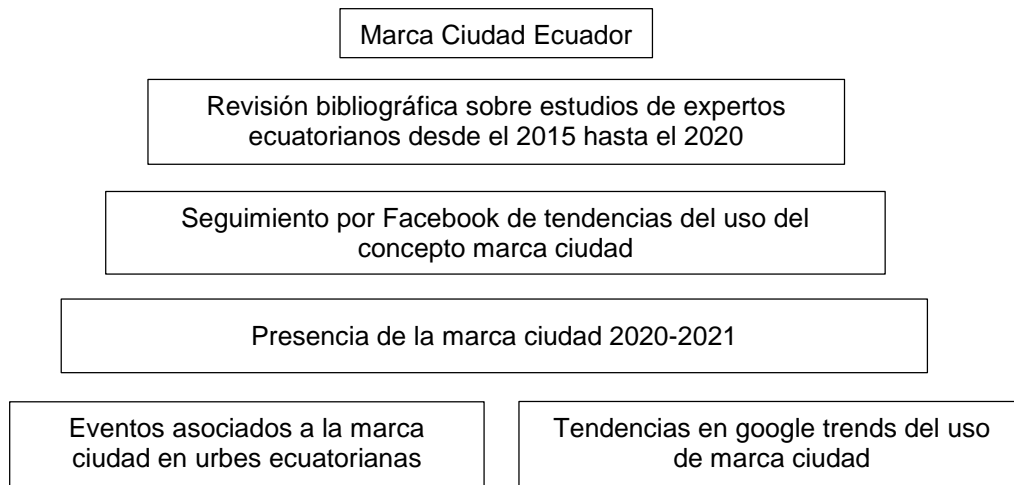 Marca Ciudad Ecuador
Revisión bibliográfica sobre estudios de expertos
ecuatorianos desde el 2015 hasta el 2020
Seguimiento por Facebook de tendencias del uso del
concepto marca ciudad
Presencia de la marca ciudad 2020-2021
Eventos asociados a la marca
ciudad en urbes ecuatorianas
Tendencias en google trends del uso
de marca ciudad